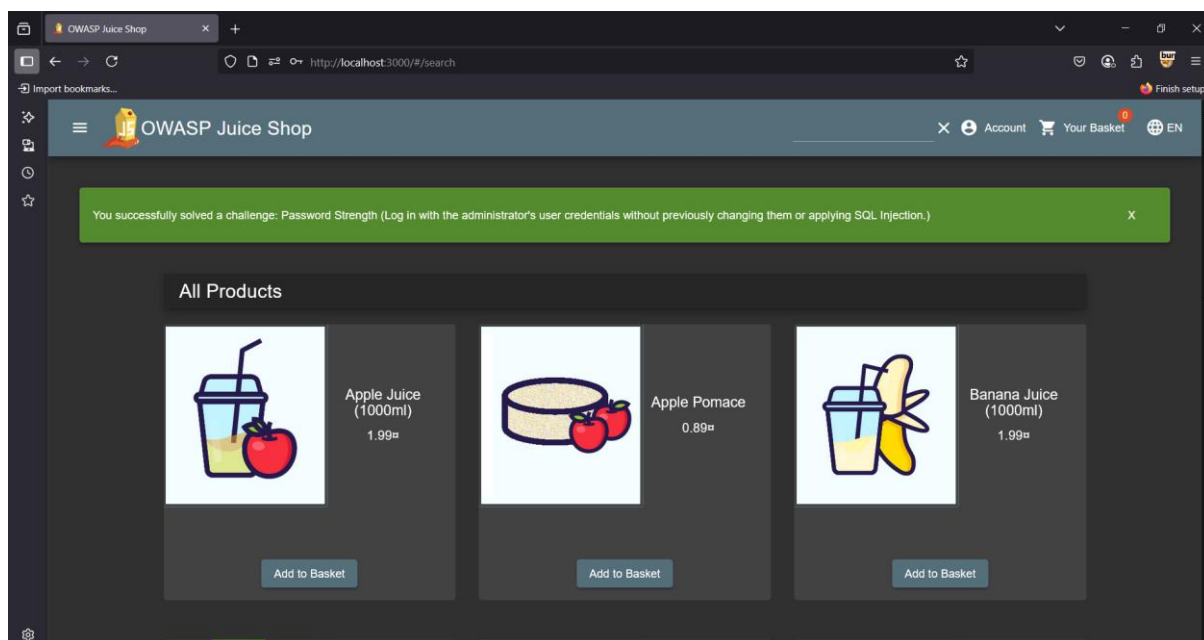 OWASP Juice Shop
http://localhost:3000/#/search
Import bookmarks...
Finish setup
OWASP Juice Shop
Account
Your Basket
0
EN
You successfully solved a challenge: Password Strength (Log in with the administrator's user credentials without previously changing them or applying SQL Injection.)
X
All Products
Apple Juice
(1000ml)
1.99¤
Apple Pomace
0.89¤
Banana Juice
(1000ml)
1.99¤
Add to Basket
Add to Basket
Add to Basket